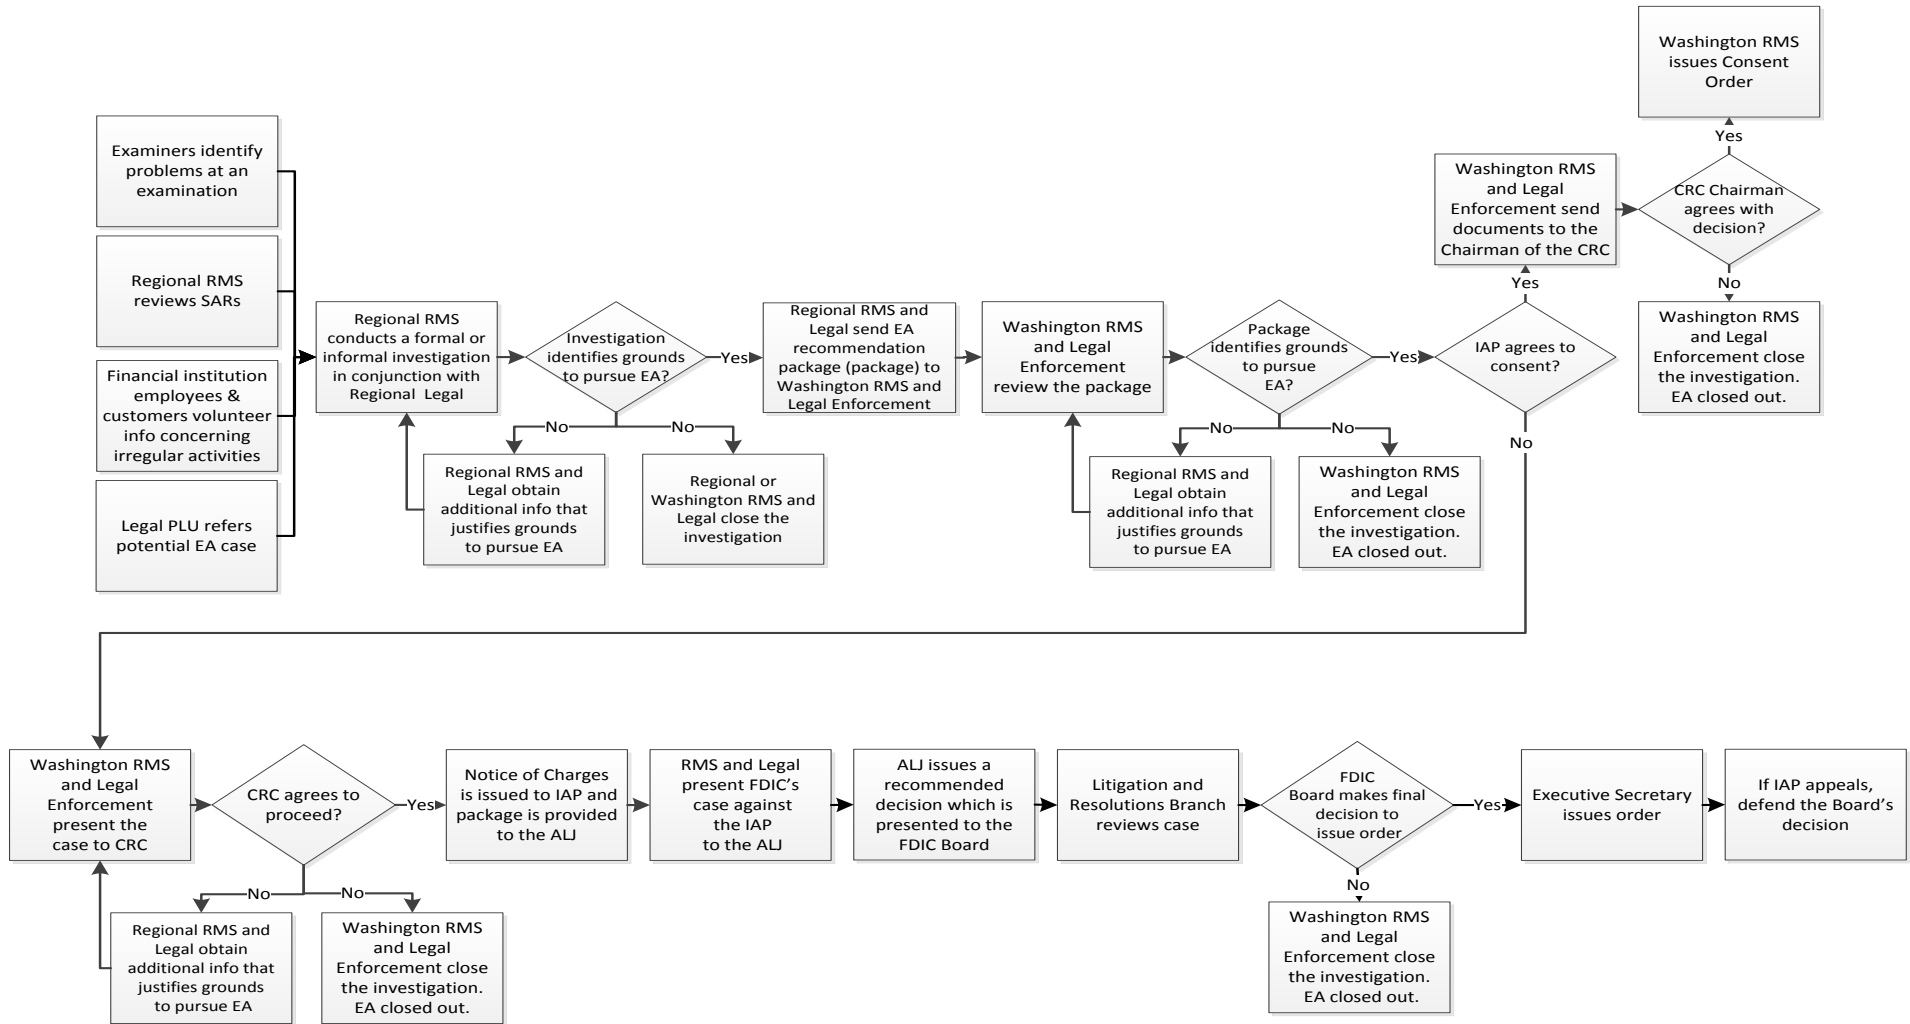 Examiners identify
problems at an
examination
Regional RMS
reviews SARs
Financial institution
employees &
customers volunteer
info concerning
irregular activities
Legal PLU refers
potential EA case
Regional RMS
conducts a formal or
informal investigation
in conjunction with
Regional Legal
Investigation
identifies grounds
to pursue EA?
Yes
No
No
Regional RMS and
Legal obtain
additional info that
justifies grounds
to pursue EA
Regional or
Washington RMS and
Legal close the
investigation
Regional RMS and
Legal send EA
recommendation
package (package) to
Washington RMS and
Legal Enforcement
Washington RMS
and Legal
Enforcement
review the package
Package
identifies grounds
to pursue
EA?
Yes
No
No
Regional RMS and
Legal obtain
additional info that
justifies grounds
to pursue EA
Washington RMS
and Legal
Enforcement close
the investigation.
EA closed out.
IAP agrees to
consent?
Yes
No
Washington RMS
and Legal
Enforcement send
documents to the
Chairman of the CRC
CRC Chairman
agrees with
decision?
Yes
Washington RMS
issues Consent
Order
No
Washington RMS
and Legal
Enforcement close
the investigation.
EA closed out.
Washington RMS
and Legal
Enforcement
present the
case to CRC
CRC agrees to
proceed?
Yes
No
No
Regional RMS and
Legal obtain
additional info that
justifies grounds
to pursue EA
Washington RMS
and Legal
Enforcement close
the investigation.
EA closed out.
Notice of Charges
is issued to IAP and
package is provided
to the ALJ
RMS and Legal
present FDIC’s
case against
the IAP
to the ALJ
ALJ issues a
recommended
decision which is
presented to the
FDIC Board
Litigation and
Resolutions Branch
reviews case
FDIC
Board makes final
decision to
issue order
Yes
No
Washington RMS
and Legal
Enforcement close
the investigation.
EA closed out.
Executive Secretary
issues order
If IAP appeals,
defend the Board’s
decision